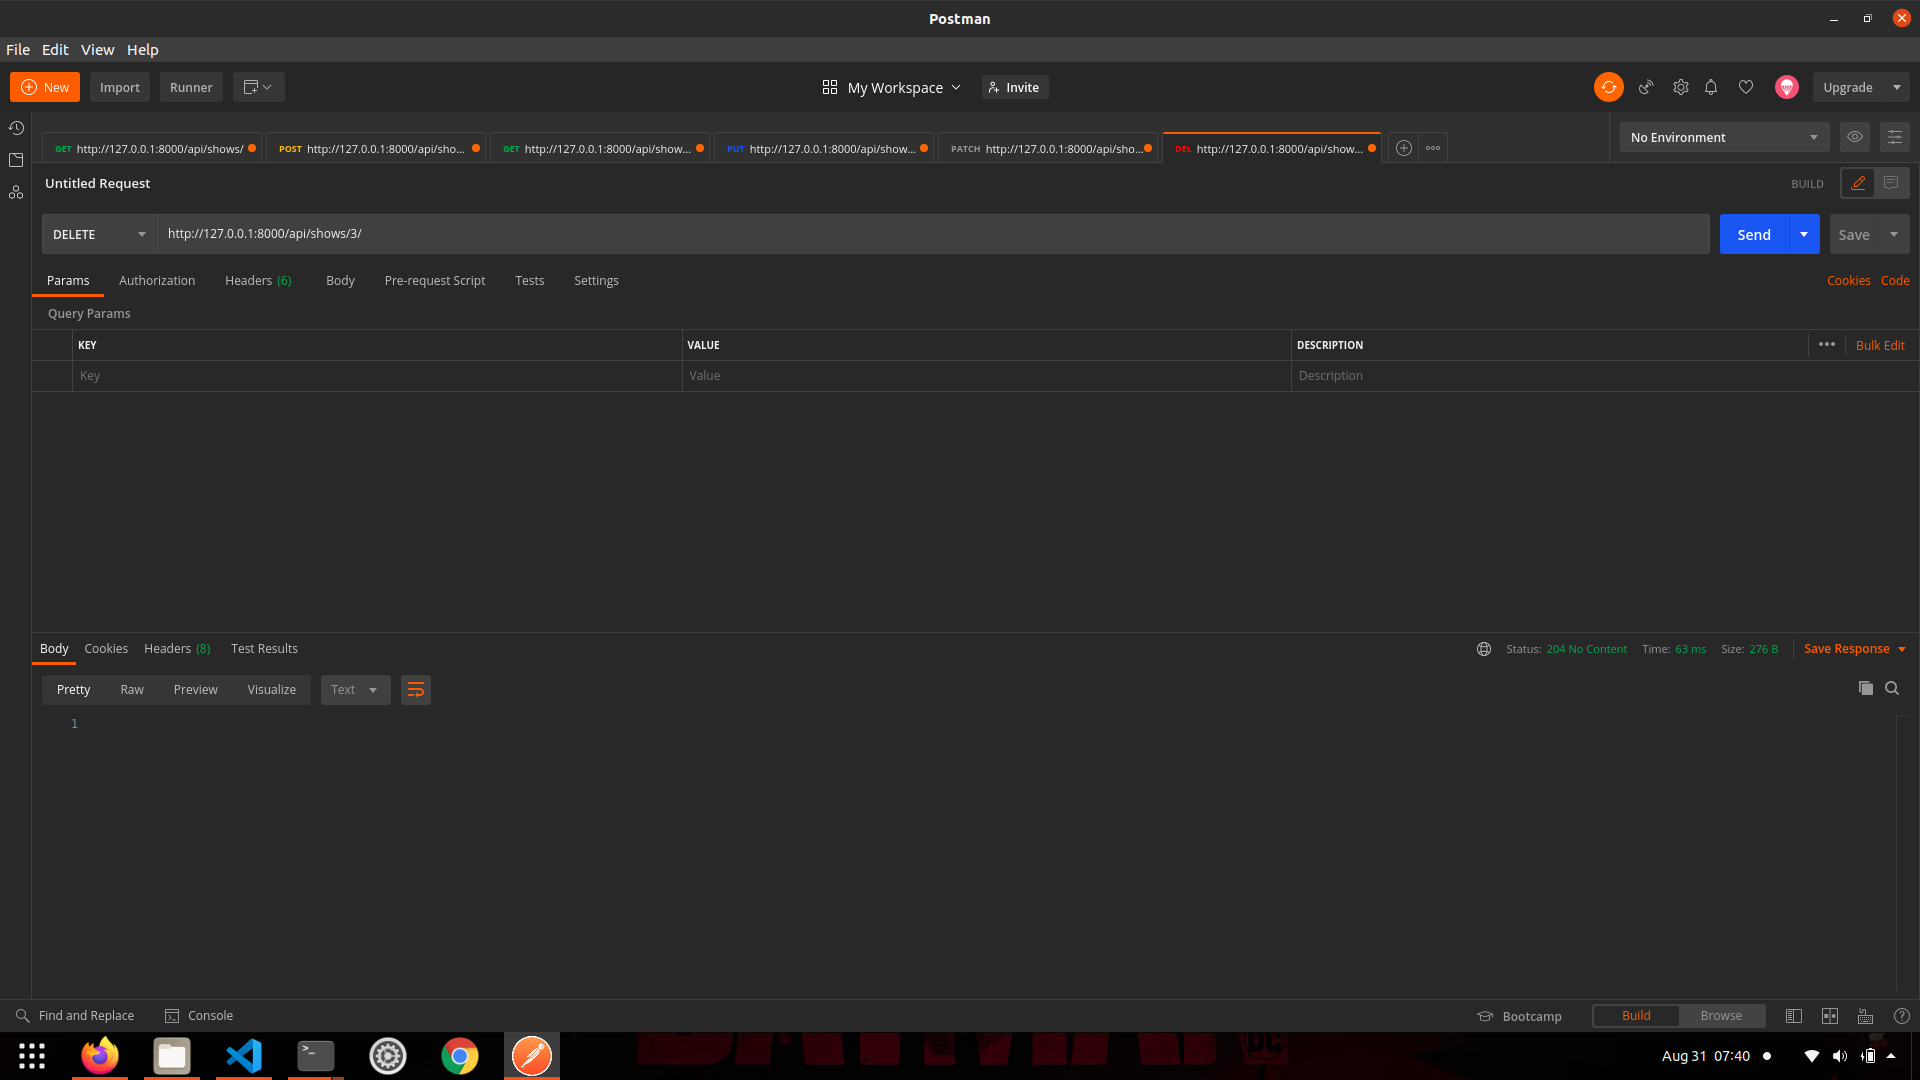 Postman
File Edit View Help
New Import Runner My Workspace Invite Upgrade
GET http://127.0.0.1:8000/api/shows/ POST http://127.0.0.1:8000/api/sho... GET http://127.0.0.1:8000/api/show... PUT http://127.0.0.1:8000/api/show... PATCH http://127.0.0.1:8000/api/sho... DEL http://127.0.0.1:8000/api/show... No Environment
Untitled Request BUILD
DELETE http://127.0.0.1:8000/api/shows/3/ Send Save
Params Authorization Headers (6) Body Pre-request Script Tests Settings Cookies Code
Query Params
KEY VALUE DESCRIPTION Bulk Edit
Key Value Description
Body Cookies Headers (8) Test Results Status: 204 No Content Time: 63 ms Size: 276 B Save Response
Pretty Raw Preview Visualize Text
1
Find and Replace Console Bootcamp Build Browse
Aug 31 07:40